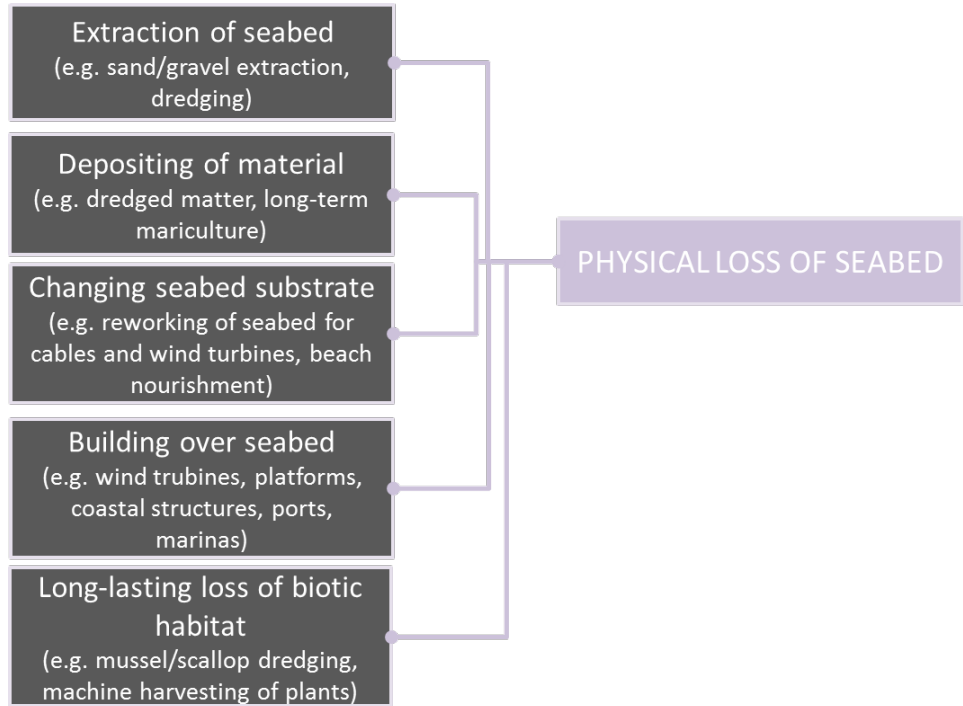 Extraction of seabed
(e.g. sand/gravel extraction,
dredging)
Depositing of material
(e.g. dredged matter, long-term
mariculture)
Changing seabed substrate
(e.g. reworking of seabed for
cables and wind turbines, beach
nourishment)
Building over seabed
(e.g. wind trubines, platforms,
coastal structures, ports,
marinas)
Long-lasting loss of biotic
habitat
(e.g. mussel/scallop dredging,
machine harvesting of plants)
PHYSICAL LOSS OF SEABED